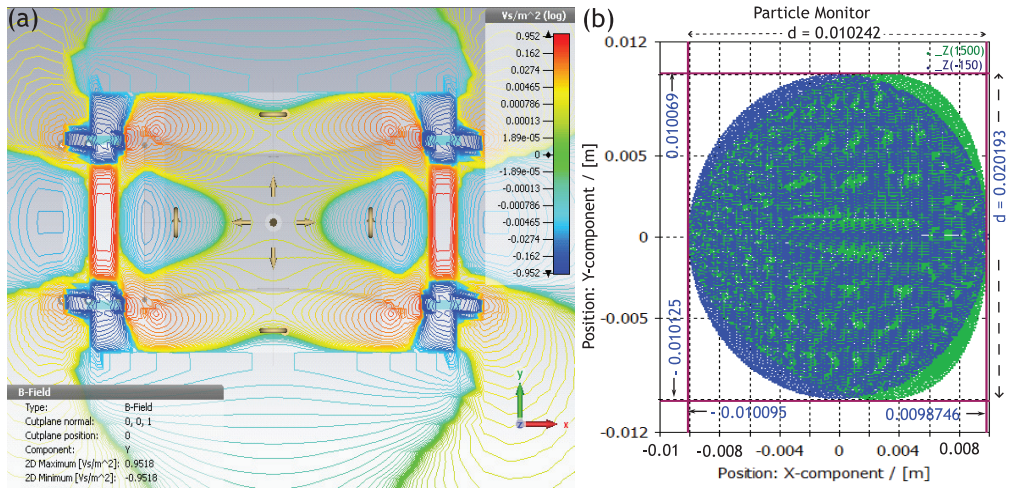 (a)
Vs/m^2 (log)
0.952
0.162
0.0274
0.00465
0.000786
0.00013
1.89e-05
0
-1.89e-05
-0.00013
-0.000786
-0.00465
-0.0274
-0.162
-0.952
B-Field
Type: B-Field
Cutplane normal: 0, 0, 1
Cutplane position: 0
Component: Y
2D Maximum [Vs/m^2]: 0.9518
2D Minimum [Vs/m^2]: -0.9518
y
z
x
(b)
Particle Monitor
d = 0.010242
._Z(1500)
._Z(-150)
0.012
0.005
0
-0.005
-0.012
Position: Y-component / [m]
0.010069
- 0.010125
d = 0.020193
- 0.010095
0.0098746
-0.01
-0.008
-0.004
0
0.004
0.008
Position: X-component / [m]